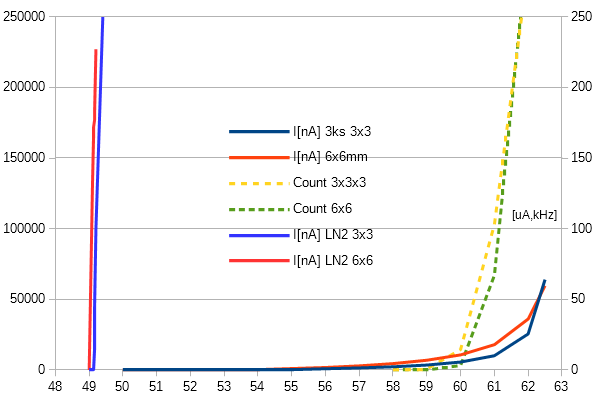 250000
250
200000
200
150000
150
I[nA] 3ks 3x3
I[nA] 6x6mm
Count 3x3x3
Count 6x6
I[nA] LN2 3x3
I[nA] LN2 6x6
[uA,kHz]
100000
100
50000
50
0
0
48 49 50 51 52 53 54 55 56 57 58 59 60 61 62 63